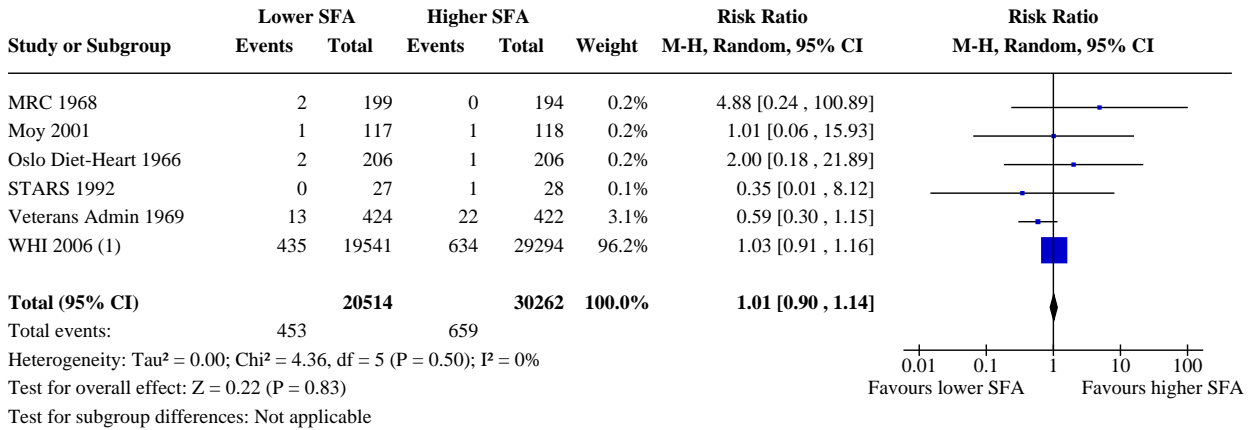 Lower SFA Higher SFA Risk Ratio Risk Ratio
Study or Subgroup Events Total Events Total Weight M-H, Random, 95% CI M-H, Random, 95% CI
MRC 1968 2 199 0 194 0.2% 4.88 [0.24 , 100.89]
Moy 2001 1 117 1 118 0.2% 1.01 [0.06 , 15.93]
Oslo Diet-Heart 1966 2 206 1 206 0.2% 2.00 [0.18 , 21.89]
STARS 1992 0 27 1 28 0.1% 0.35 [0.01 , 8.12]
Veterans Admin 1969 13 424 22 422 3.1% 0.59 [0.30 , 1.15]
WHI 2006 (1) 435 19541 634 29294 96.2% 1.03 [0.91 , 1.16]
Total (95% CI) 20514 30262 100.0% 1.01 [0.90 , 1.14]
Total events: 453 659
Heterogeneity: Tau² = 0.00; Chi² = 4.36, df = 5 (P = 0.50); I² = 0%
0.01 0.1 1 10 100
Test for overall effect: Z = 0.22 (P = 0.83)
Favours lower SFA Favours higher SFA
Test for subgroup differences: Not applicable